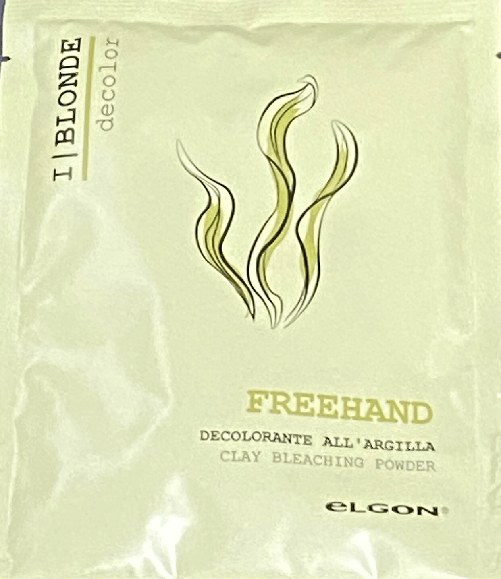 I|BLONDE
decolor
FREEHAND
DECOLORANTE ALL'ARGILLA
CLAY BLEACHING POWDER
eLGON®